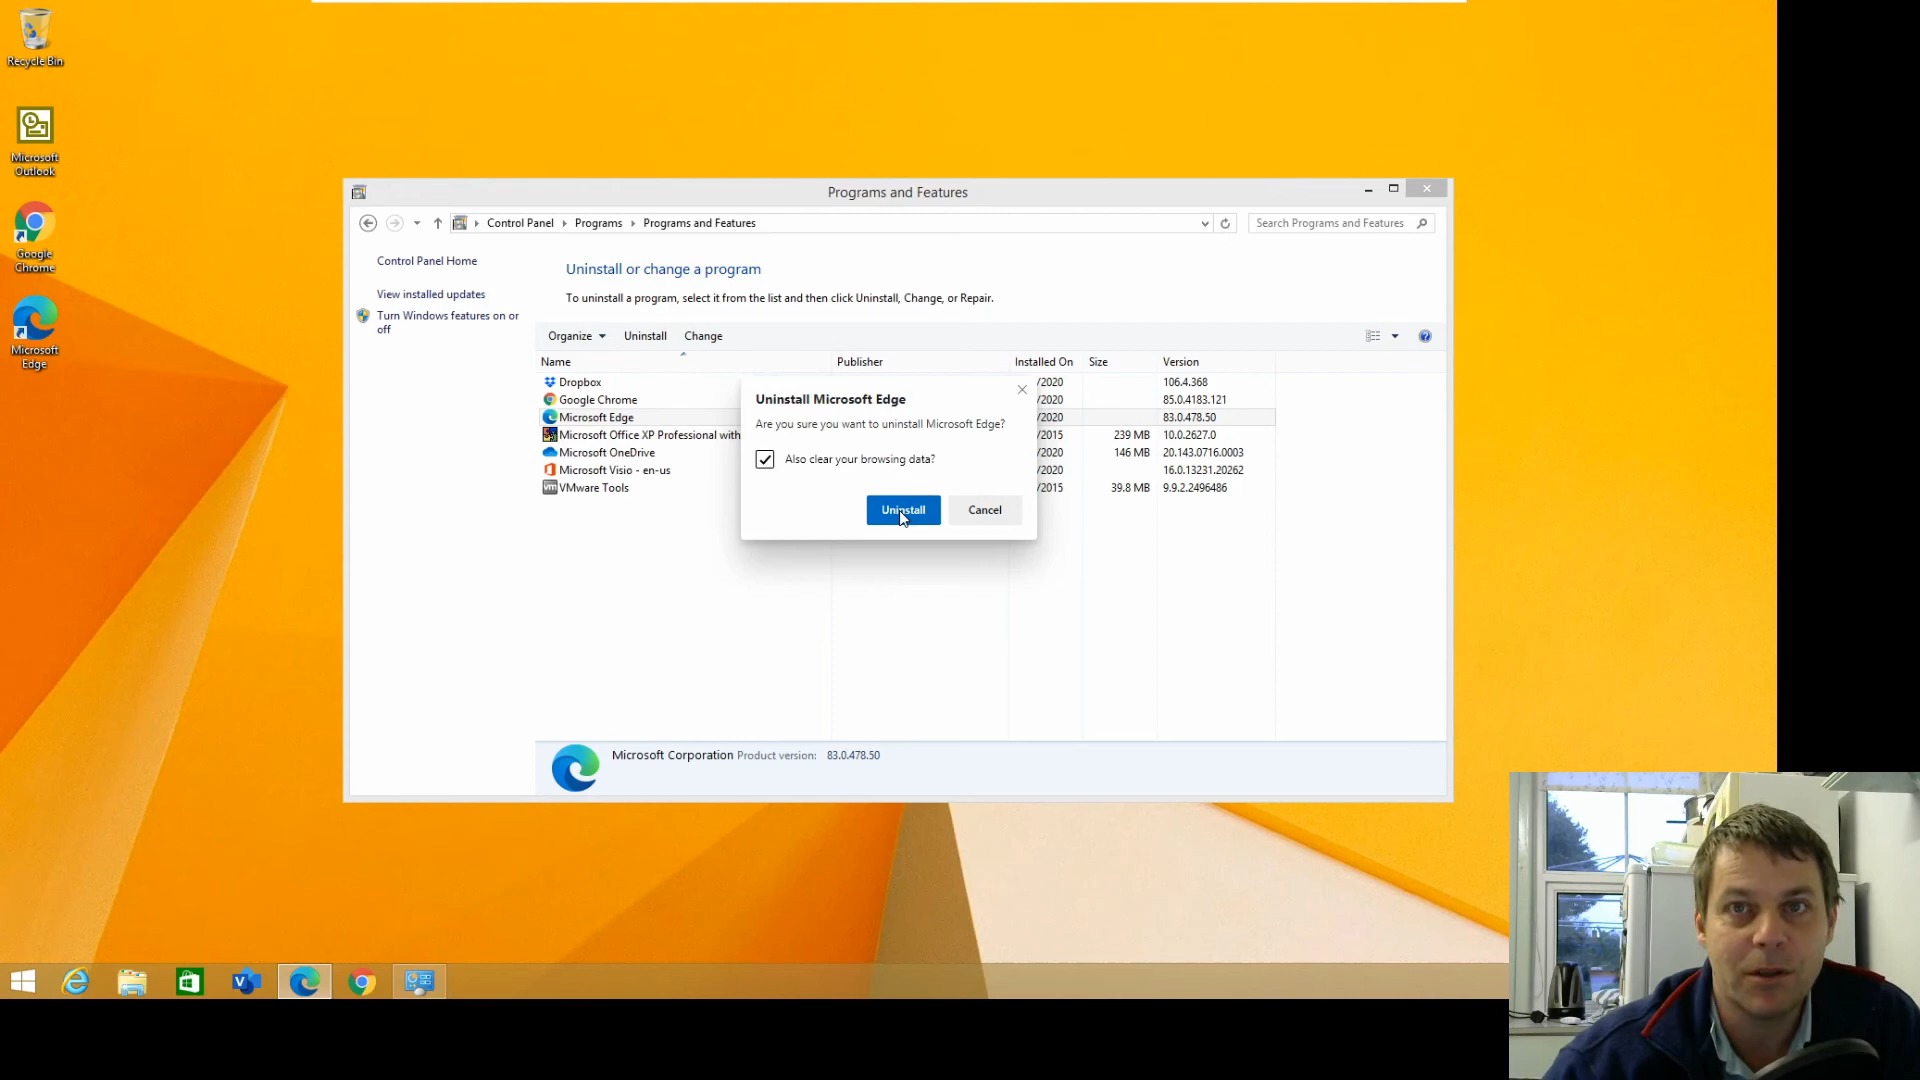 Recycle Bin
Microsoft
Outlook
Google
Chrome
Microsoft
Edge
Programs and Features
Control Panel Programs Programs and Features
Search Programs and Features
Control Panel Home
View installed updates
Turn Windows features on or
off
Uninstall or change a program
To uninstall a program, select it from the list and then click Uninstall, Change, or Repair.
Organize Uninstall Change
Name Publisher Installed On Size Version
Dropbox /2020 106.4.368
Google Chrome /2020 85.0.4183.121
Microsoft Edge /2020 83.0.478.50
Microsoft Office XP Professional with /2015 239 MB 10.0.2627.0
Microsoft OneDrive /2020 146 MB 20.143.0716.0003
Microsoft Visio - en-us /2020 16.0.13231.20262
VMware Tools /2015 39.8 MB 9.9.2.2496486
Uninstall Microsoft Edge
Are you sure you want to uninstall Microsoft Edge?
Also clear your browsing data?
Uninstall Cancel
Microsoft Corporation Product version: 83.0.478.50